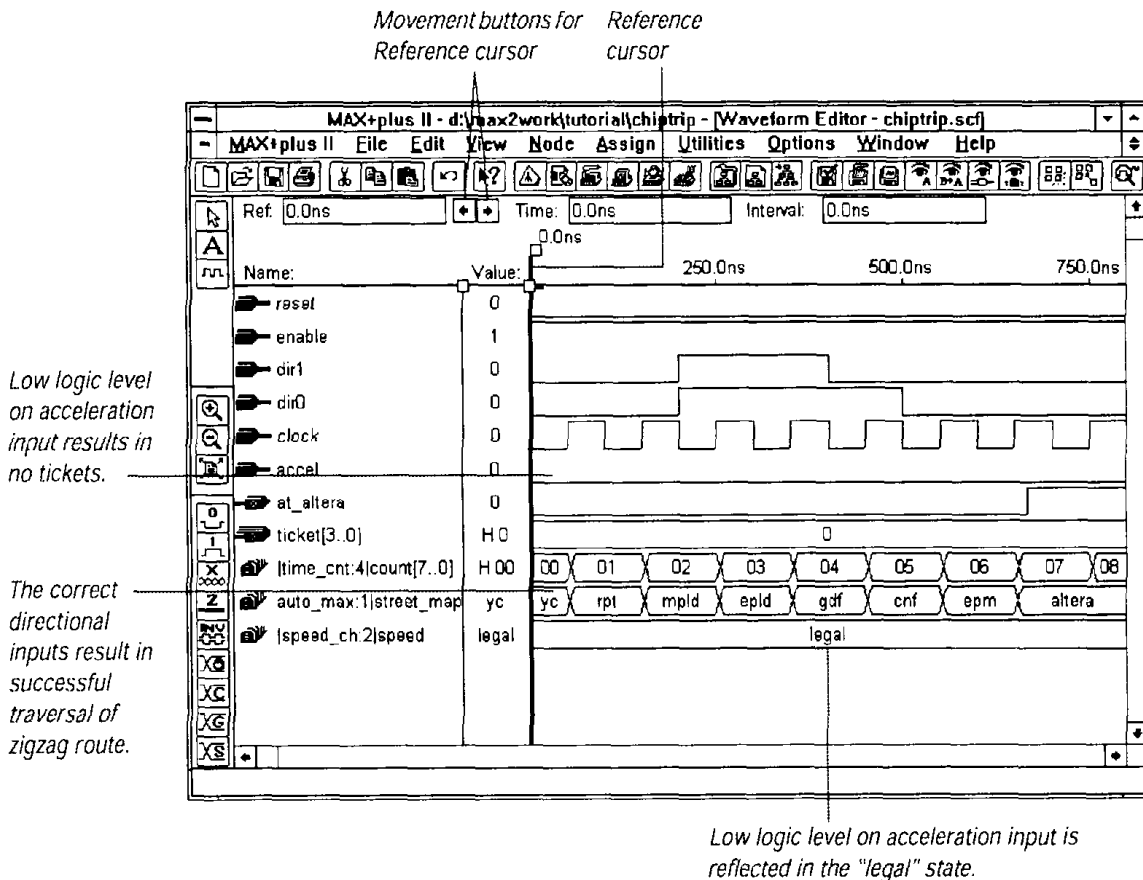 Movement buttons for Reference cursor
Reference cursor
MAX+plus II - d:\max2work\tutorial\chiptrip - [Waveform Editor - chiptrip.scf]
MAX+plus II File Edit View Node Assign Utilities Options Window Help
Ref: 0.0ns Time: 0.0ns Interval: 0.0ns
0.0ns
Name: Value: 250.0ns 500.0ns 750.0ns
reset 0
enable 1
dir1 0
dir0 0
clock 0
accel 0
at_altera 0
ticket[3..0] H 0 0
|time_cnt:4|count[7..0] H 00 00 01 02 03 04 05 06 07 08
auto_max:1|street_map yc yc rpt mpld epld gdf cnf epm altera
|speed_ch:2|speed legal legal
Low logic level
on acceleration
input results in
no tickets.
The correct
directional
inputs result in
successful
traversal of
zigzag route.
Low logic level on acceleration input is
reflected in the "legal" state.